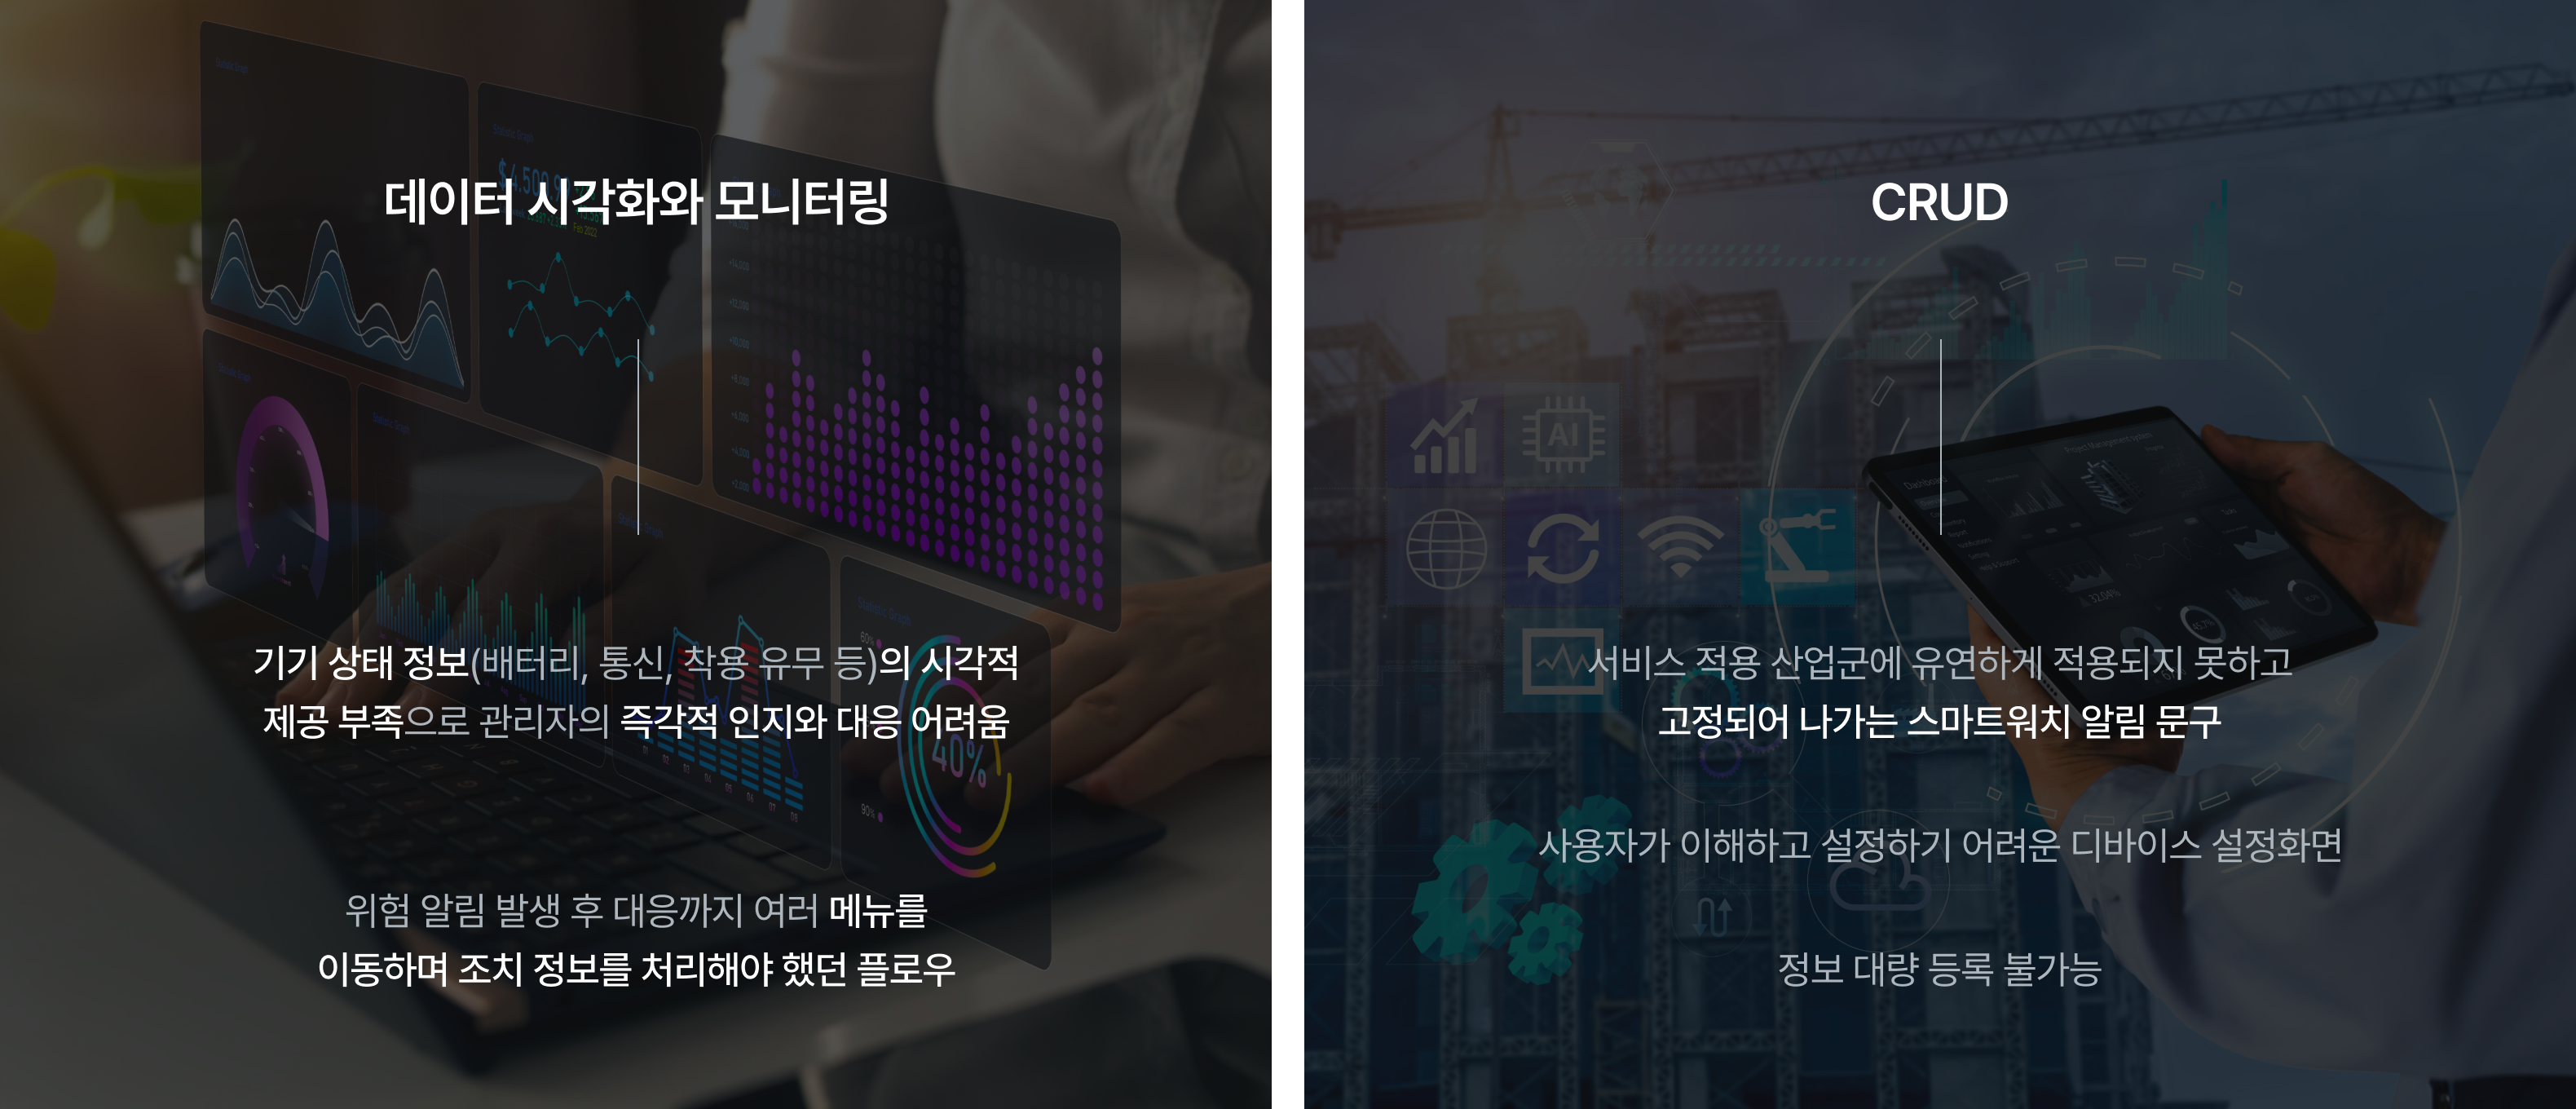 데이터 시각화와 모니터링
기기 상태 정보(배터리, 통신, 착용 유무 등)의 시각적
제공 부족으로 관리자의 즉각적 인지와 대응 어려움
위험 알림 발생 후 대응까지 여러 메뉴를
이동하며 조치 정보를 처리해야 했던 플로우
40%
60%
90%
CRUD
AI
서비스 적용 산업군에 유연하게 적용되지 못하고
고정되어 나가는 스마트워치 알림 문구
사용자가 이해하고 설정하기 어려운 디바이스 설정화면
정보 대량 등록 불가능